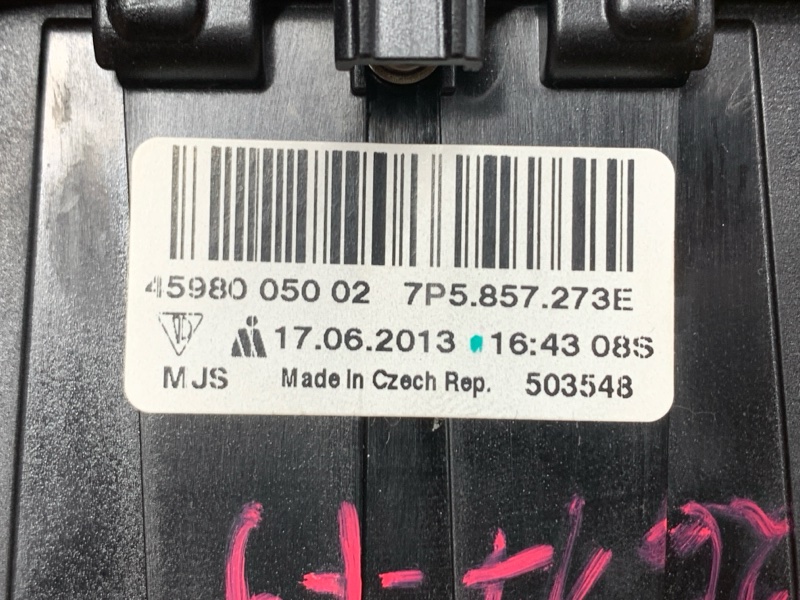 45980 050 02 7P5.857.273E
17.06.2013 16:43 08S
MJS Made in Czech Rep. 503548